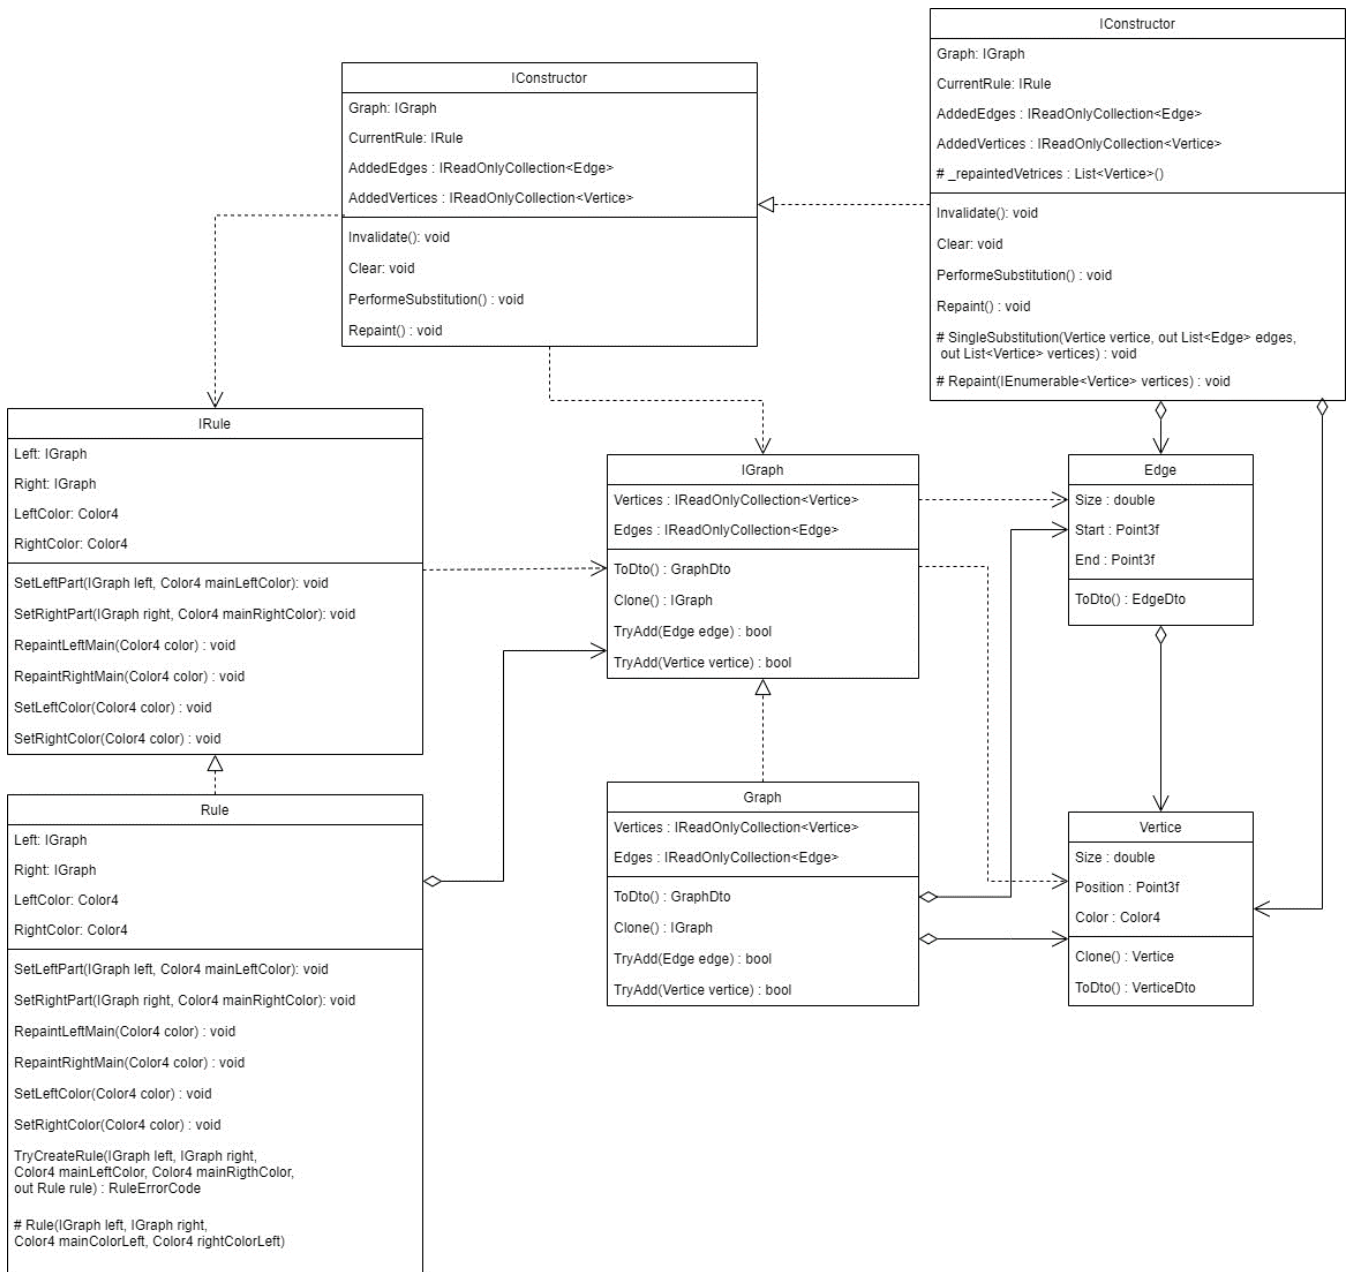 IConstructor
Graph: IGraph
CurrentRule: IRule
AddedEdges : IReadOnlyCollection<Edge>
AddedVertices : IReadOnlyCollection<Vertice>
Invalidate(): void
Clear: void
PerformeSubstitution() : void
Repaint() : void
IConstructor
Graph: IGraph
CurrentRule: IRule
AddedEdges : IReadOnlyCollection<Edge>
AddedVertices : IReadOnlyCollection<Vertice>
# _repaintedVetrices : List<Vertice>()
Invalidate(): void
Clear: void
PerformeSubstitution() : void
Repaint() : void
# SingleSubstitution(Vertice vertice, out List<Edge> edges,
out List<Vertice> vertices) : void
# Repaint(IEnumerable<Vertice> vertices) : void
IRule
Left: IGraph
Right: IGraph
LeftColor: Color4
RightColor: Color4
SetLeftPart(IGraph left, Color4 mainLeftColor): void
SetRightPart(IGraph right, Color4 mainRightColor): void
RepaintLeftMain(Color4 color) : void
RepaintRightMain(Color4 color) : void
SetLeftColor(Color4 color) : void
SetRightColor(Color4 color) : void
IGraph
Vertices : IReadOnlyCollection<Vertice>
Edges : IReadOnlyCollection<Edge>
ToDto() : GraphDto
Clone() : IGraph
TryAdd(Edge edge) : bool
TryAdd(Vertice vertice) : bool
Edge
Size : double
Start : Point3f
End : Point3f
ToDto() : EdgeDto
Rule
Left: IGraph
Right: IGraph
LeftColor: Color4
RightColor: Color4
SetLeftPart(IGraph left, Color4 mainLeftColor): void
SetRightPart(IGraph right, Color4 mainRightColor): void
RepaintLeftMain(Color4 color) : void
RepaintRightMain(Color4 color) : void
SetLeftColor(Color4 color) : void
SetRightColor(Color4 color) : void
TryCreateRule(IGraph left, IGraph right,
Color4 mainLeftColor, Color4 mainRigthColor,
out Rule rule) : RuleErrorCode
# Rule(IGraph left, IGraph right,
Color4 mainColorLeft, Color4 rightColorLeft)
Graph
Vertices : IReadOnlyCollection<Vertice>
Edges : IReadOnlyCollection<Edge>
ToDto() : GraphDto
Clone() : IGraph
TryAdd(Edge edge) : bool
TryAdd(Vertice vertice) : bool
Vertice
Size : double
Position : Point3f
Color : Color4
Clone() : Vertice
ToDto() : VerticeDto